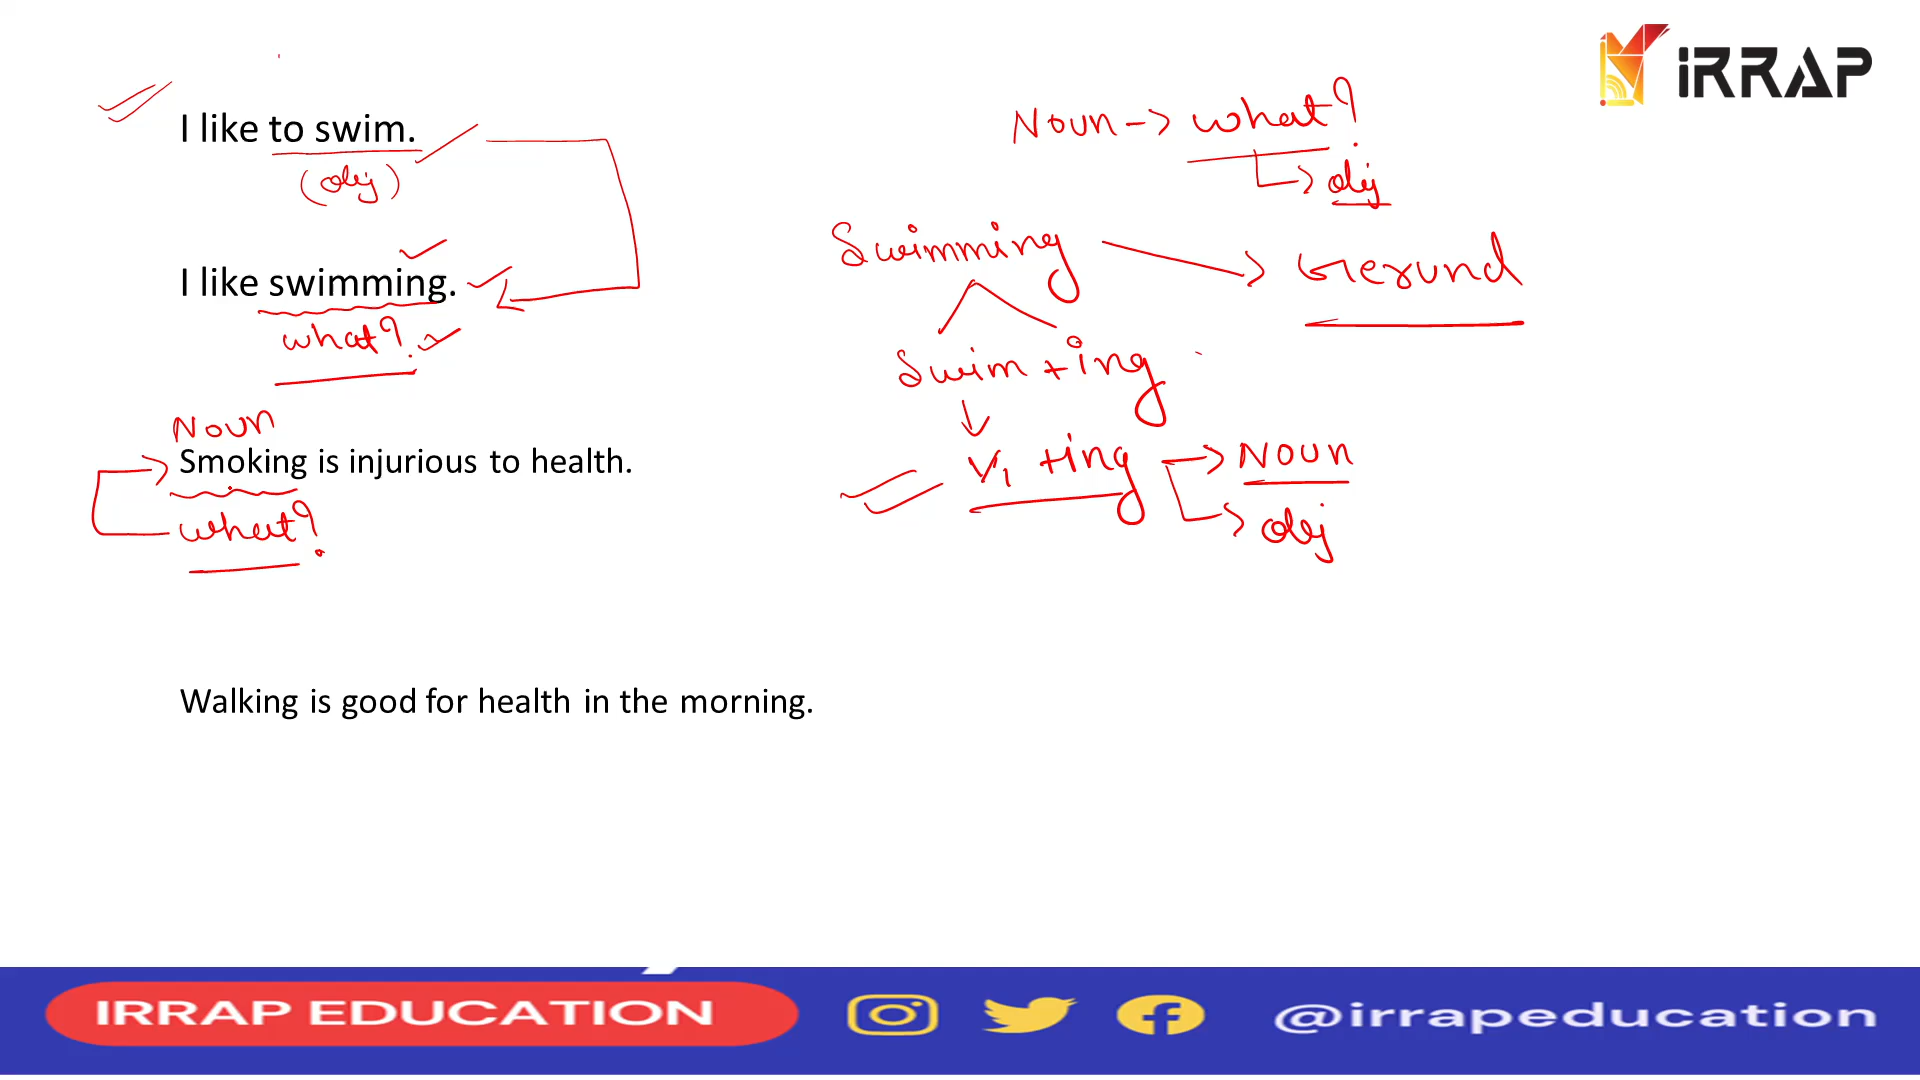 iRRAP
I like to swim.
(obj)
I like swimming.
what?
Noun
Smoking is injurious to health.
what?
Walking is good for health in the morning.
Noun -> what?
obj
Swimming
Gerund
Swim + ing
V1 + ing
Noun
obj
IRRAP EDUCATION
@irrapeducation